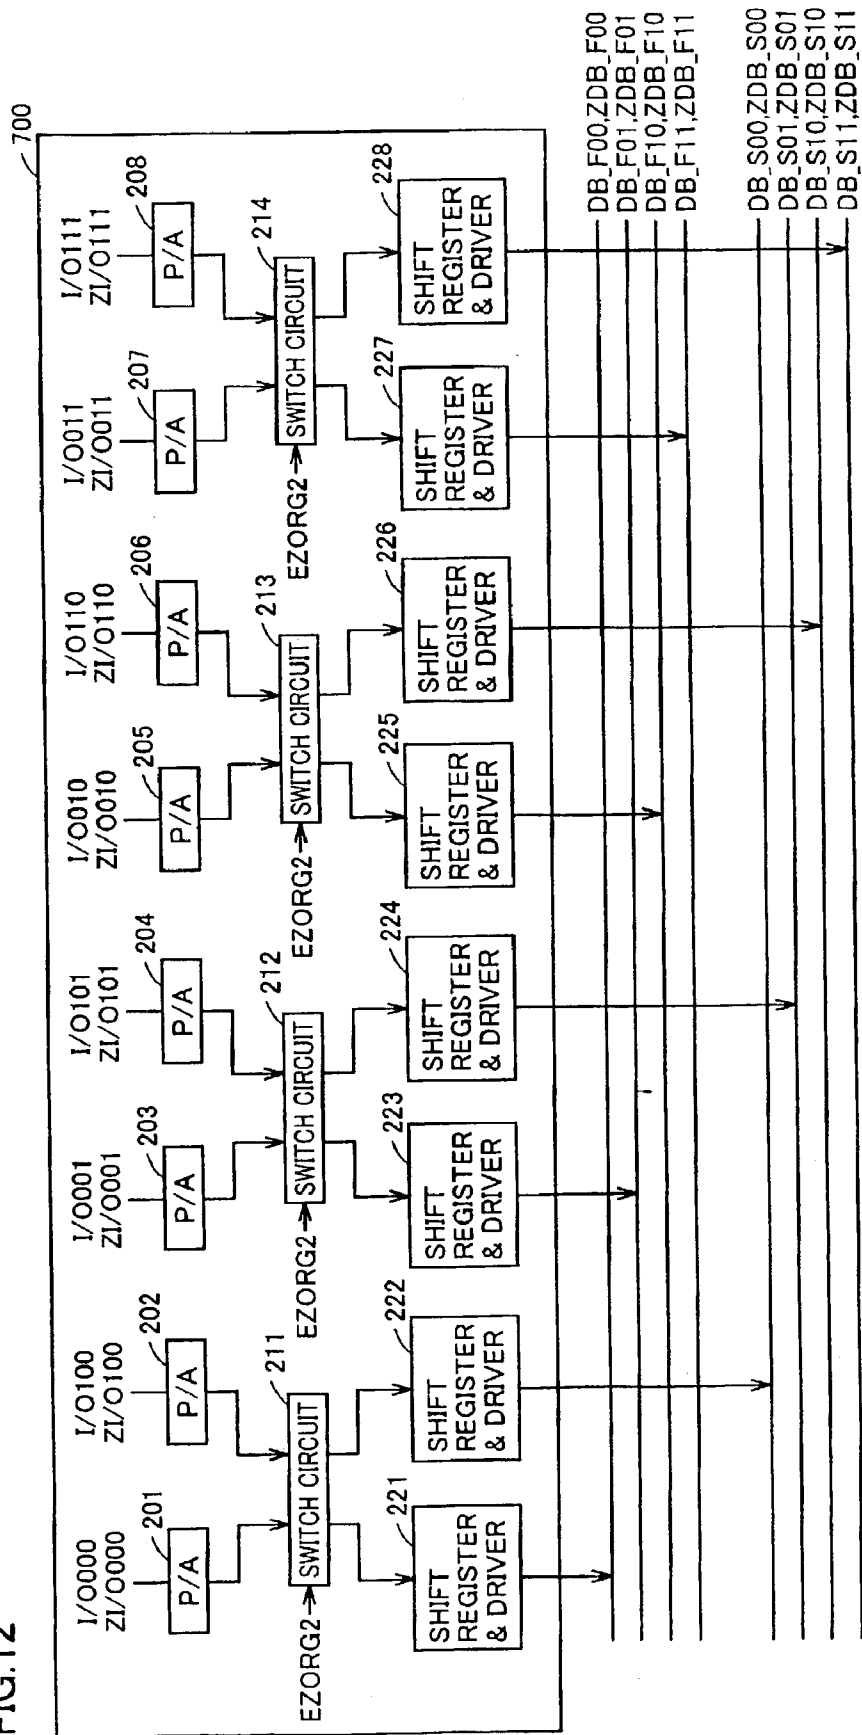 FIG.12
700
I/O000
ZI/O000
201
P/A
I/O100
ZI/O100
202
P/A
I/O001
ZI/O001
203
P/A
I/O101
ZI/O101
204
P/A
I/O010
ZI/O010
205
P/A
I/O110
ZI/O110
206
P/A
I/O011
ZI/O011
207
P/A
I/O111
ZI/O111
208
P/A
EZORG2
SWITCH CIRCUIT
211
EZORG2
SWITCH CIRCUIT
212
EZORG2
SWITCH CIRCUIT
213
EZORG2
SWITCH CIRCUIT
214
221
SHIFT
REGISTER
& DRIVER
222
SHIFT
REGISTER
& DRIVER
223
SHIFT
REGISTER
& DRIVER
224
SHIFT
REGISTER
& DRIVER
225
SHIFT
REGISTER
& DRIVER
226
SHIFT
REGISTER
& DRIVER
227
SHIFT
REGISTER
& DRIVER
228
SHIFT
REGISTER
& DRIVER
DB_F00,ZDB_F00
DB_F01,ZDB_F01
DB_F10,ZDB_F10
DB_F11,ZDB_F11
DB_S00,ZDB_S00
DB_S01,ZDB_S01
DB_S10,ZDB_S10
DB_S11,ZDB_S11